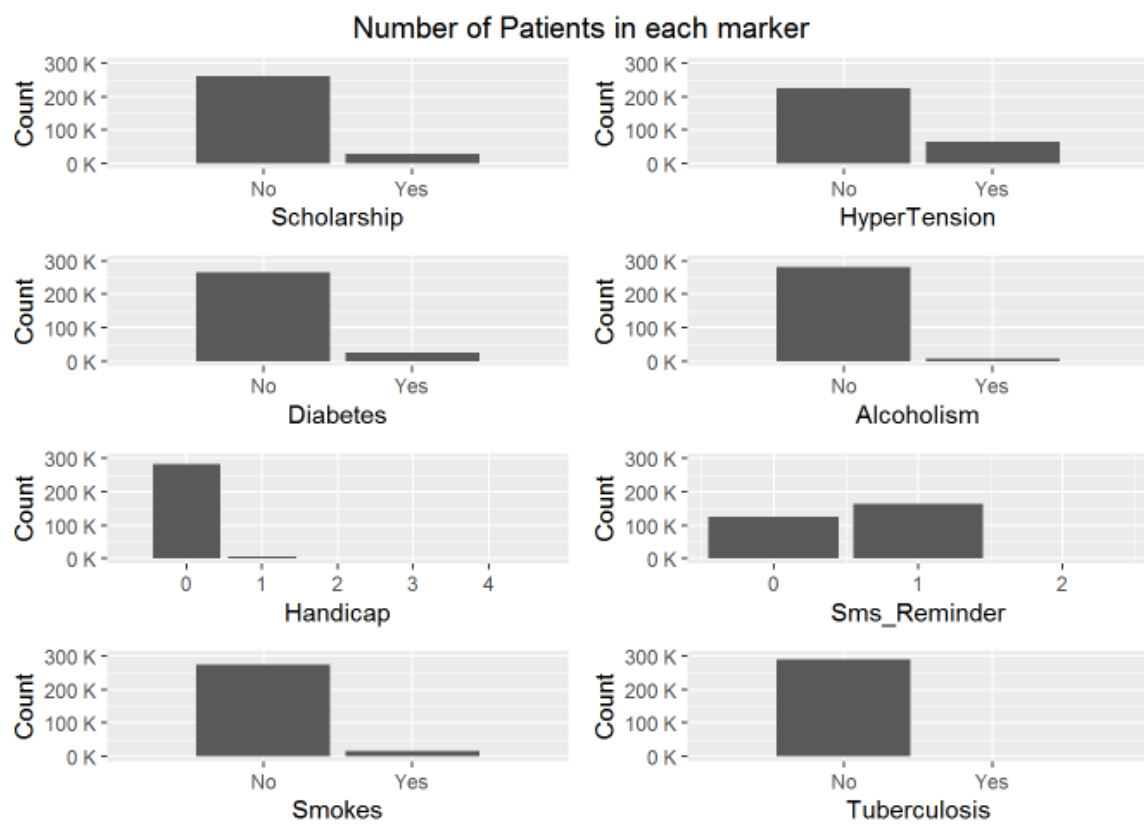 Number of Patients in each marker
300 K
200 K
100 K
0 K
Count
No Yes
Scholarship
300 K
200 K
100 K
0 K
Count
No Yes
HyperTension
300 K
200 K
100 K
0 K
Count
No Yes
Diabetes
300 K
200 K
100 K
0 K
Count
No Yes
Alcoholism
300 K
200 K
100 K
0 K
Count
0 1 2 3 4
Handicap
300 K
200 K
100 K
0 K
Count
0 1 2
Sms_Reminder
300 K
200 K
100 K
0 K
Count
No Yes
Smokes
300 K
200 K
100 K
0 K
Count
No Yes
Tuberculosis